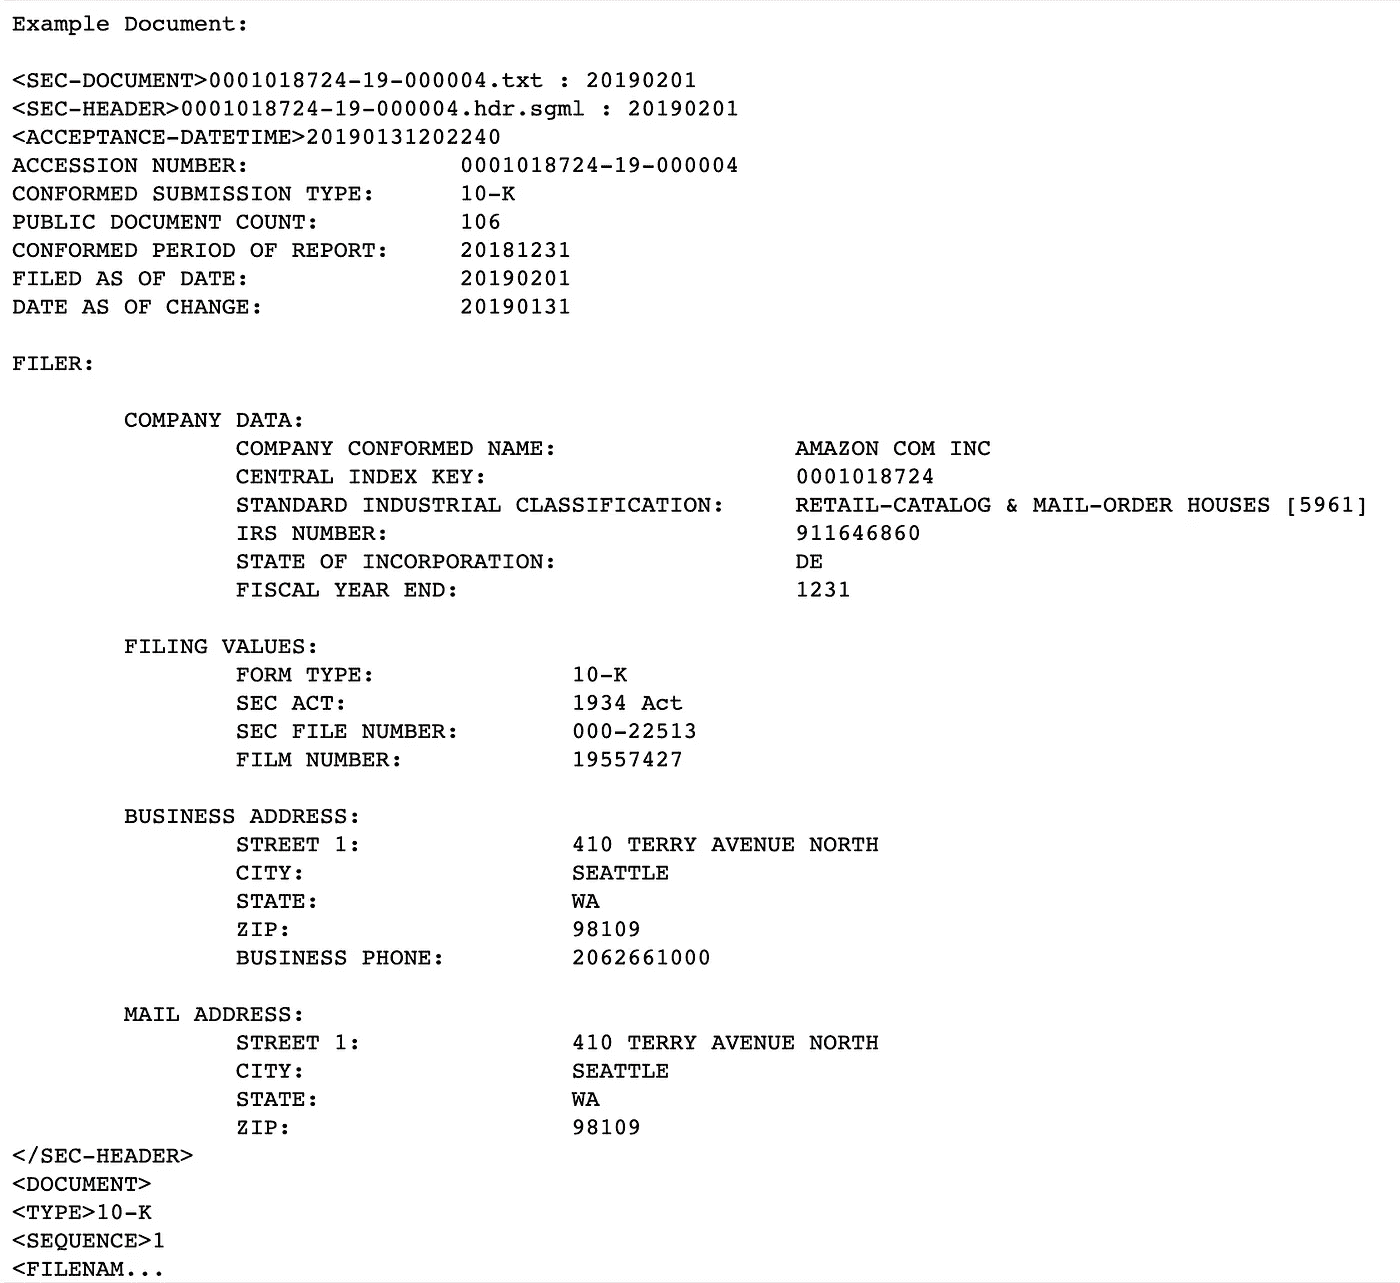 Example Document:
<SEC-DOCUMENT>0001018724-19-000004.txt : 20190201
<SEC-HEADER>0001018724-19-000004.hdr.sgml : 20190201
<ACCEPTANCE-DATETIME>20190131202240
ACCESSION NUMBER: 0001018724-19-000004
CONFORMED SUBMISSION TYPE: 10-K
PUBLIC DOCUMENT COUNT: 106
CONFORMED PERIOD OF REPORT: 20181231
FILED AS OF DATE: 20190201
DATE AS OF CHANGE: 20190131
FILER:
COMPANY DATA:
COMPANY CONFORMED NAME: AMAZON COM INC
CENTRAL INDEX KEY: 0001018724
STANDARD INDUSTRIAL CLASSIFICATION: RETAIL-CATALOG & MAIL-ORDER HOUSES [5961]
IRS NUMBER: 911646860
STATE OF INCORPORATION: DE
FISCAL YEAR END: 1231
FILING VALUES:
FORM TYPE: 10-K
SEC ACT: 1934 Act
SEC FILE NUMBER: 000-22513
FILM NUMBER: 19557427
BUSINESS ADDRESS:
STREET 1: 410 TERRY AVENUE NORTH
CITY: SEATTLE
STATE: WA
ZIP: 98109
BUSINESS PHONE: 2062661000
MAIL ADDRESS:
STREET 1: 410 TERRY AVENUE NORTH
CITY: SEATTLE
STATE: WA
ZIP: 98109
</SEC-HEADER>
<DOCUMENT>
<TYPE>10-K
<SEQUENCE>1
<FILENAM...